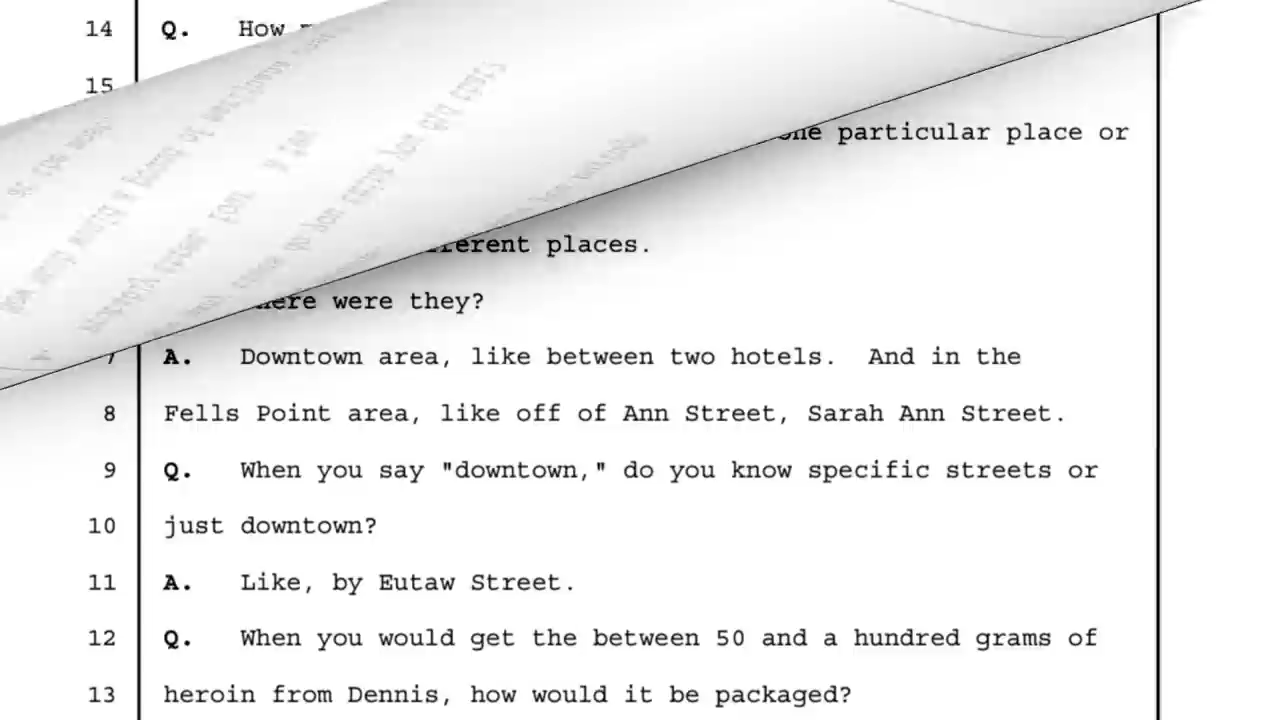 14 Q. How
15
one particular place or
different places.
here were they?
7 A. Downtown area, like between two hotels. And in the
8 Fells Point area, like off of Ann Street, Sarah Ann Street.
9 Q. When you say "downtown," do you know specific streets or
10 just downtown?
11 A. Like, by Eutaw Street.
12 Q. When you would get the between 50 and a hundred grams of
13 heroin from Dennis, how would it be packaged?